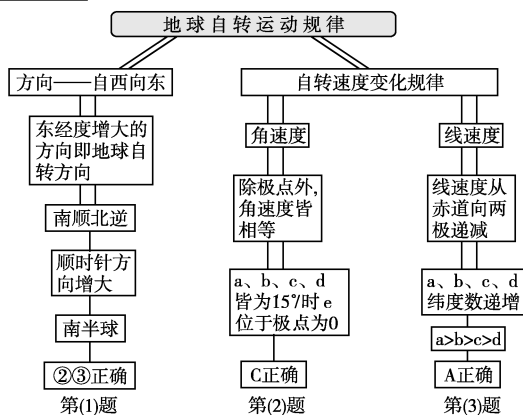 地球自转运动规律
方向——自西向东
东经度增大的
方向即地球自
转方向
南顺北逆
顺时针方
向增大
南半球
②③正确
第(1)题
自转速度变化规律
角速度
除极点外,
角速度皆
相等
a、b、c、d
皆为15°/时 e
位于极点为0
C正确
第(2)题
线速度
线速度从
赤道向两
极递减
a、b、c、d
纬度数递增
a>b>c>d
A正确
第(3)题